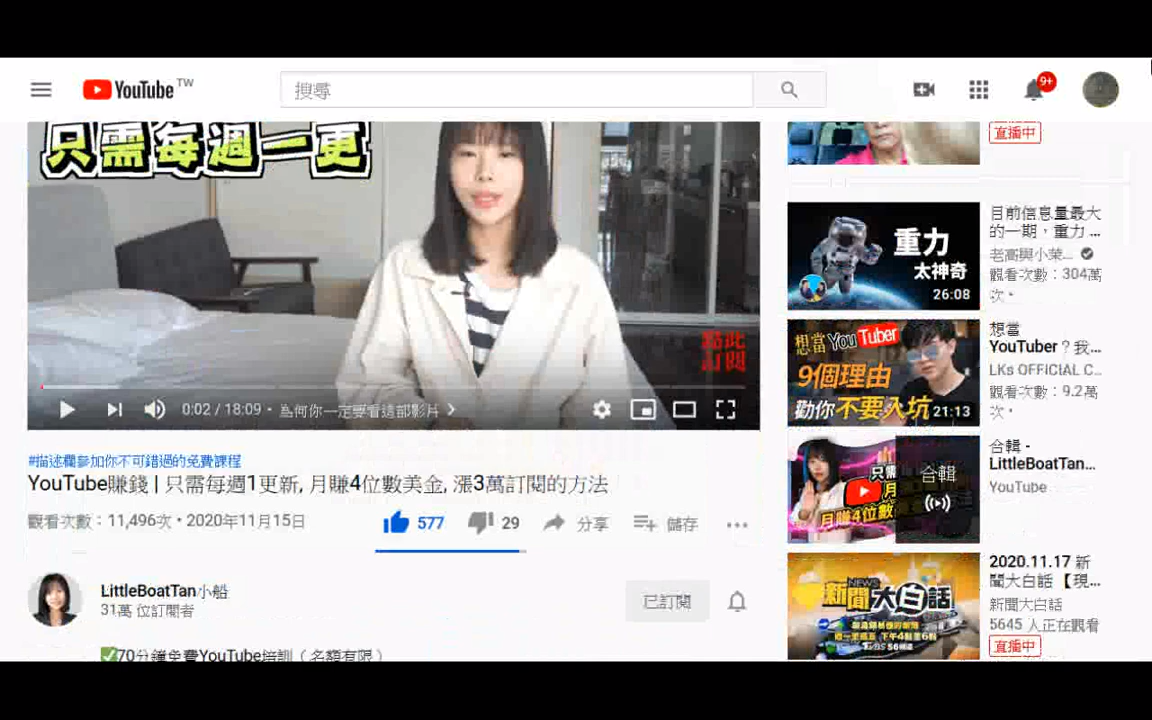 YouTube TW
搜尋
9+
只需每週一更
點此
訂閱
0:02 / 18:09 • 為何你一定要看這部影片
#描述欄參加你不可錯過的免費課程
YouTube賺錢 | 只需每週1更新, 月賺4位數美金, 漲3萬訂閱的方法
觀看次數：11,496次 • 2020年11月15日
577
29
分享
儲存
LittleBoatTan小船
31萬 位訂閱者
已訂閱
✅70分鐘免費YouTube培訓（名額有限）
直播中
重力
太神奇
26:08
目前信息量最大
的一期，重力 ...
老高與小茉...
觀看次數：304萬
次 •
想當YouTuber
9個理由
勸你不要入坑
21:13
想當
YouTuber？我...
LKs OFFICIAL C...
觀看次數：9.2萬
次 •
只需
月
月賺4位數
合輯
合輯 -
LittleBoatTan...
YouTube
NEWS
新聞大白話
2020.11.17 新
聞大白話 【現...
新聞大白話
5645 人正在觀看
直播中